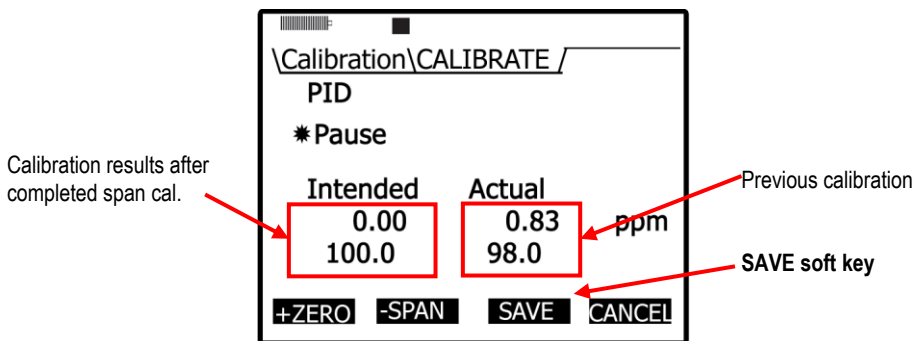 \Calibration\CALIBRATE /
PID
✷Pause
Calibration results after
completed span cal.
Intended Actual
Previous calibration
0.00 0.83 ppm
100.0 98.0
SAVE soft key
+ZERO -SPAN SAVE CANCEL